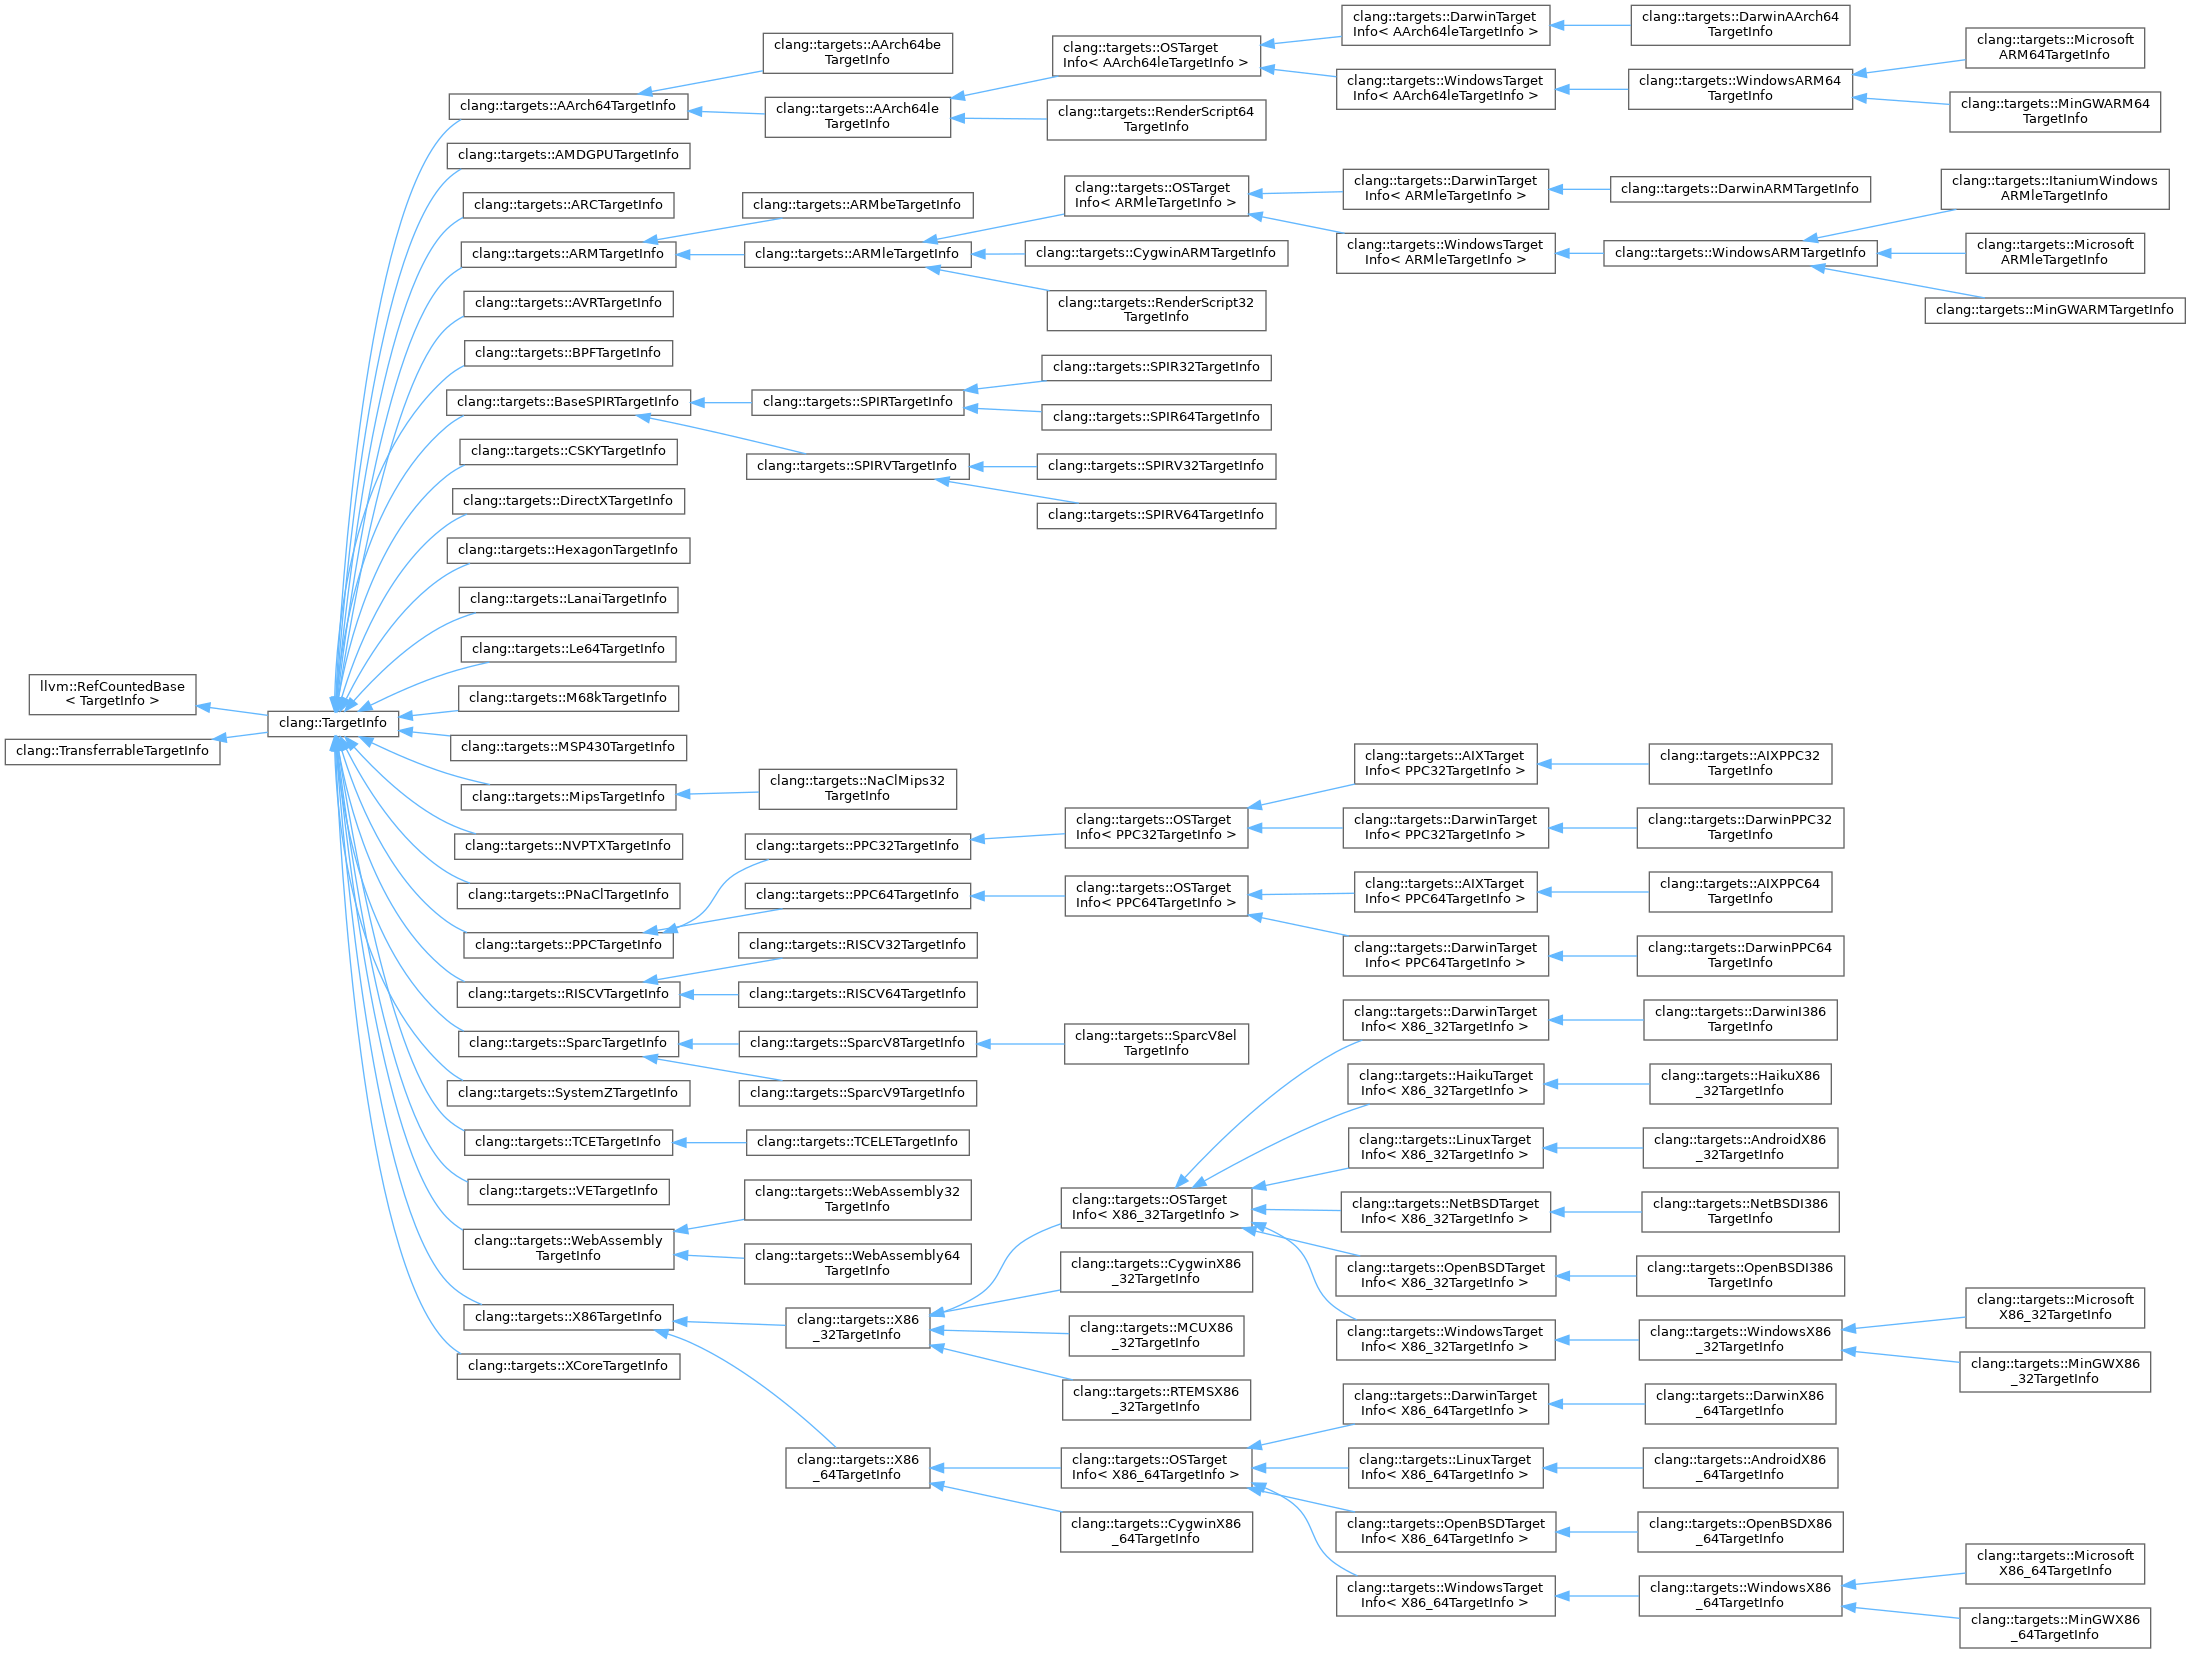 llvm::RefCountedBase
< TargetInfo >
clang::TransferrableTargetInfo
clang::TargetInfo
clang::targets::AArch64TargetInfo
clang::targets::AMDGPUTargetInfo
clang::targets::ARCTargetInfo
clang::targets::ARMTargetInfo
clang::targets::AVRTargetInfo
clang::targets::BPFTargetInfo
clang::targets::BaseSPIRTargetInfo
clang::targets::CSKYTargetInfo
clang::targets::DirectXTargetInfo
clang::targets::HexagonTargetInfo
clang::targets::LanaiTargetInfo
clang::targets::Le64TargetInfo
clang::targets::M68kTargetInfo
clang::targets::MSP430TargetInfo
clang::targets::MipsTargetInfo
clang::targets::NVPTXTargetInfo
clang::targets::PNaClTargetInfo
clang::targets::PPCTargetInfo
clang::targets::RISCVTargetInfo
clang::targets::SparcTargetInfo
clang::targets::SystemZTargetInfo
clang::targets::TCETargetInfo
clang::targets::VETargetInfo
clang::targets::WebAssembly
TargetInfo
clang::targets::X86TargetInfo
clang::targets::XCoreTargetInfo
clang::targets::AArch64be
TargetInfo
clang::targets::AArch64le
TargetInfo
clang::targets::ARMbeTargetInfo
clang::targets::ARMleTargetInfo
clang::targets::SPIRTargetInfo
clang::targets::SPIRVTargetInfo
clang::targets::NaClMips32
TargetInfo
clang::targets::PPC32TargetInfo
clang::targets::PPC64TargetInfo
clang::targets::RISCV32TargetInfo
clang::targets::RISCV64TargetInfo
clang::targets::SparcV8TargetInfo
clang::targets::SparcV9TargetInfo
clang::targets::TCELETargetInfo
clang::targets::WebAssembly32
TargetInfo
clang::targets::WebAssembly64
TargetInfo
clang::targets::X86
_32TargetInfo
clang::targets::X86
_64TargetInfo
clang::targets::OSTarget
Info< AArch64leTargetInfo >
clang::targets::RenderScript64
TargetInfo
clang::targets::OSTarget
Info< ARMleTargetInfo >
clang::targets::CygwinARMTargetInfo
clang::targets::RenderScript32
TargetInfo
clang::targets::SPIR32TargetInfo
clang::targets::SPIR64TargetInfo
clang::targets::SPIRV32TargetInfo
clang::targets::SPIRV64TargetInfo
clang::targets::OSTarget
Info< PPC32TargetInfo >
clang::targets::OSTarget
Info< PPC64TargetInfo >
clang::targets::SparcV8el
TargetInfo
clang::targets::OSTarget
Info< X86_32TargetInfo >
clang::targets::CygwinX86
_32TargetInfo
clang::targets::MCUX86
_32TargetInfo
clang::targets::RTEMSX86
_32TargetInfo
clang::targets::OSTarget
Info< X86_64TargetInfo >
clang::targets::CygwinX86
_64TargetInfo
clang::targets::DarwinTarget
Info< AArch64leTargetInfo >
clang::targets::WindowsTarget
Info< AArch64leTargetInfo >
clang::targets::DarwinTarget
Info< ARMleTargetInfo >
clang::targets::WindowsTarget
Info< ARMleTargetInfo >
clang::targets::AIXTarget
Info< PPC32TargetInfo >
clang::targets::DarwinTarget
Info< PPC32TargetInfo >
clang::targets::AIXTarget
Info< PPC64TargetInfo >
clang::targets::DarwinTarget
Info< PPC64TargetInfo >
clang::targets::DarwinTarget
Info< X86_32TargetInfo >
clang::targets::HaikuTarget
Info< X86_32TargetInfo >
clang::targets::LinuxTarget
Info< X86_32TargetInfo >
clang::targets::NetBSDTarget
Info< X86_32TargetInfo >
clang::targets::OpenBSDTarget
Info< X86_32TargetInfo >
clang::targets::WindowsTarget
Info< X86_32TargetInfo >
clang::targets::DarwinTarget
Info< X86_64TargetInfo >
clang::targets::LinuxTarget
Info< X86_64TargetInfo >
clang::targets::OpenBSDTarget
Info< X86_64TargetInfo >
clang::targets::WindowsTarget
Info< X86_64TargetInfo >
clang::targets::DarwinAArch64
TargetInfo
clang::targets::WindowsARM64
TargetInfo
clang::targets::DarwinARMTargetInfo
clang::targets::WindowsARMTargetInfo
clang::targets::AIXPPC32
TargetInfo
clang::targets::DarwinPPC32
TargetInfo
clang::targets::AIXPPC64
TargetInfo
clang::targets::DarwinPPC64
TargetInfo
clang::targets::DarwinI386
TargetInfo
clang::targets::HaikuX86
_32TargetInfo
clang::targets::AndroidX86
_32TargetInfo
clang::targets::NetBSDI386
TargetInfo
clang::targets::OpenBSDI386
TargetInfo
clang::targets::WindowsX86
_32TargetInfo
clang::targets::DarwinX86
_64TargetInfo
clang::targets::AndroidX86
_64TargetInfo
clang::targets::OpenBSDX86
_64TargetInfo
clang::targets::WindowsX86
_64TargetInfo
clang::targets::Microsoft
ARM64TargetInfo
clang::targets::MinGWARM64
TargetInfo
clang::targets::ItaniumWindows
ARMleTargetInfo
clang::targets::Microsoft
ARMleTargetInfo
clang::targets::MinGWARMTargetInfo
clang::targets::Microsoft
X86_32TargetInfo
clang::targets::MinGWX86
_32TargetInfo
clang::targets::Microsoft
X86_64TargetInfo
clang::targets::MinGWX86
_64TargetInfo